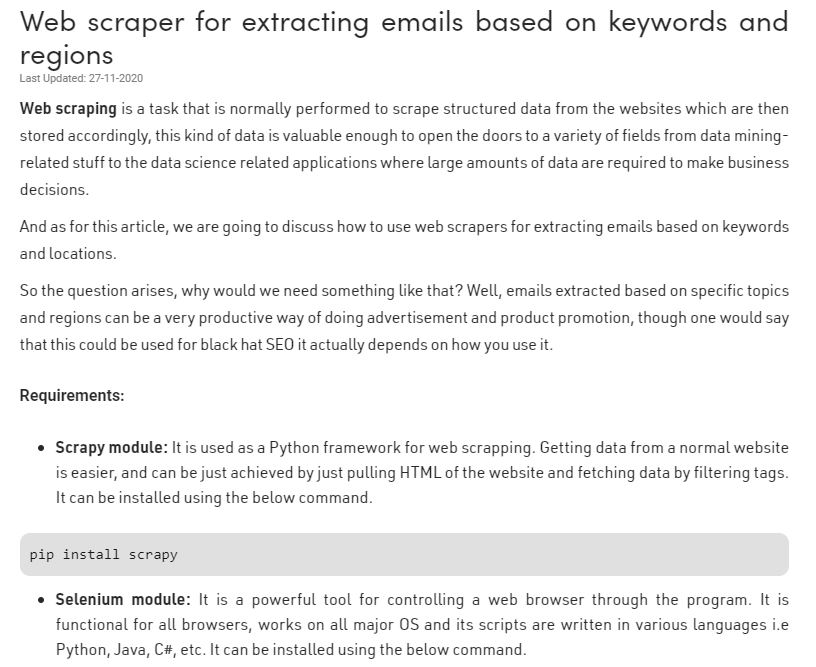 Web scraper for extracting emails based on keywords and
regions
Last Updated: 27-11-2020
Web scraping is a task that is normally performed to scrape structured data from the websites which are then
stored accordingly, this kind of data is valuable enough to open the doors to a variety of fields from data mining-
related stuff to the data science related applications where large amounts of data are required to make business
decisions.
And as for this article, we are going to discuss how to use web scrapers for extracting emails based on keywords
and locations.
So the question arises, why would we need something like that? Well, emails extracted based on specific topics
and regions can be a very productive way of doing advertisement and product promotion, though one would say
that this could be used for black hat SEO it actually depends on how you use it.
Requirements:
• Scrapy module: It is used as a Python framework for web scrapping. Getting data from a normal website
is easier, and can be just achieved by just pulling HTML of the website and fetching data by filtering tags.
It can be installed using the below command.
pip install scrapy
• Selenium module: It is a powerful tool for controlling a web browser through the program. It is
functional for all browsers, works on all major OS and its scripts are written in various languages i.e
Python, Java, C#, etc. It can be installed using the below command.